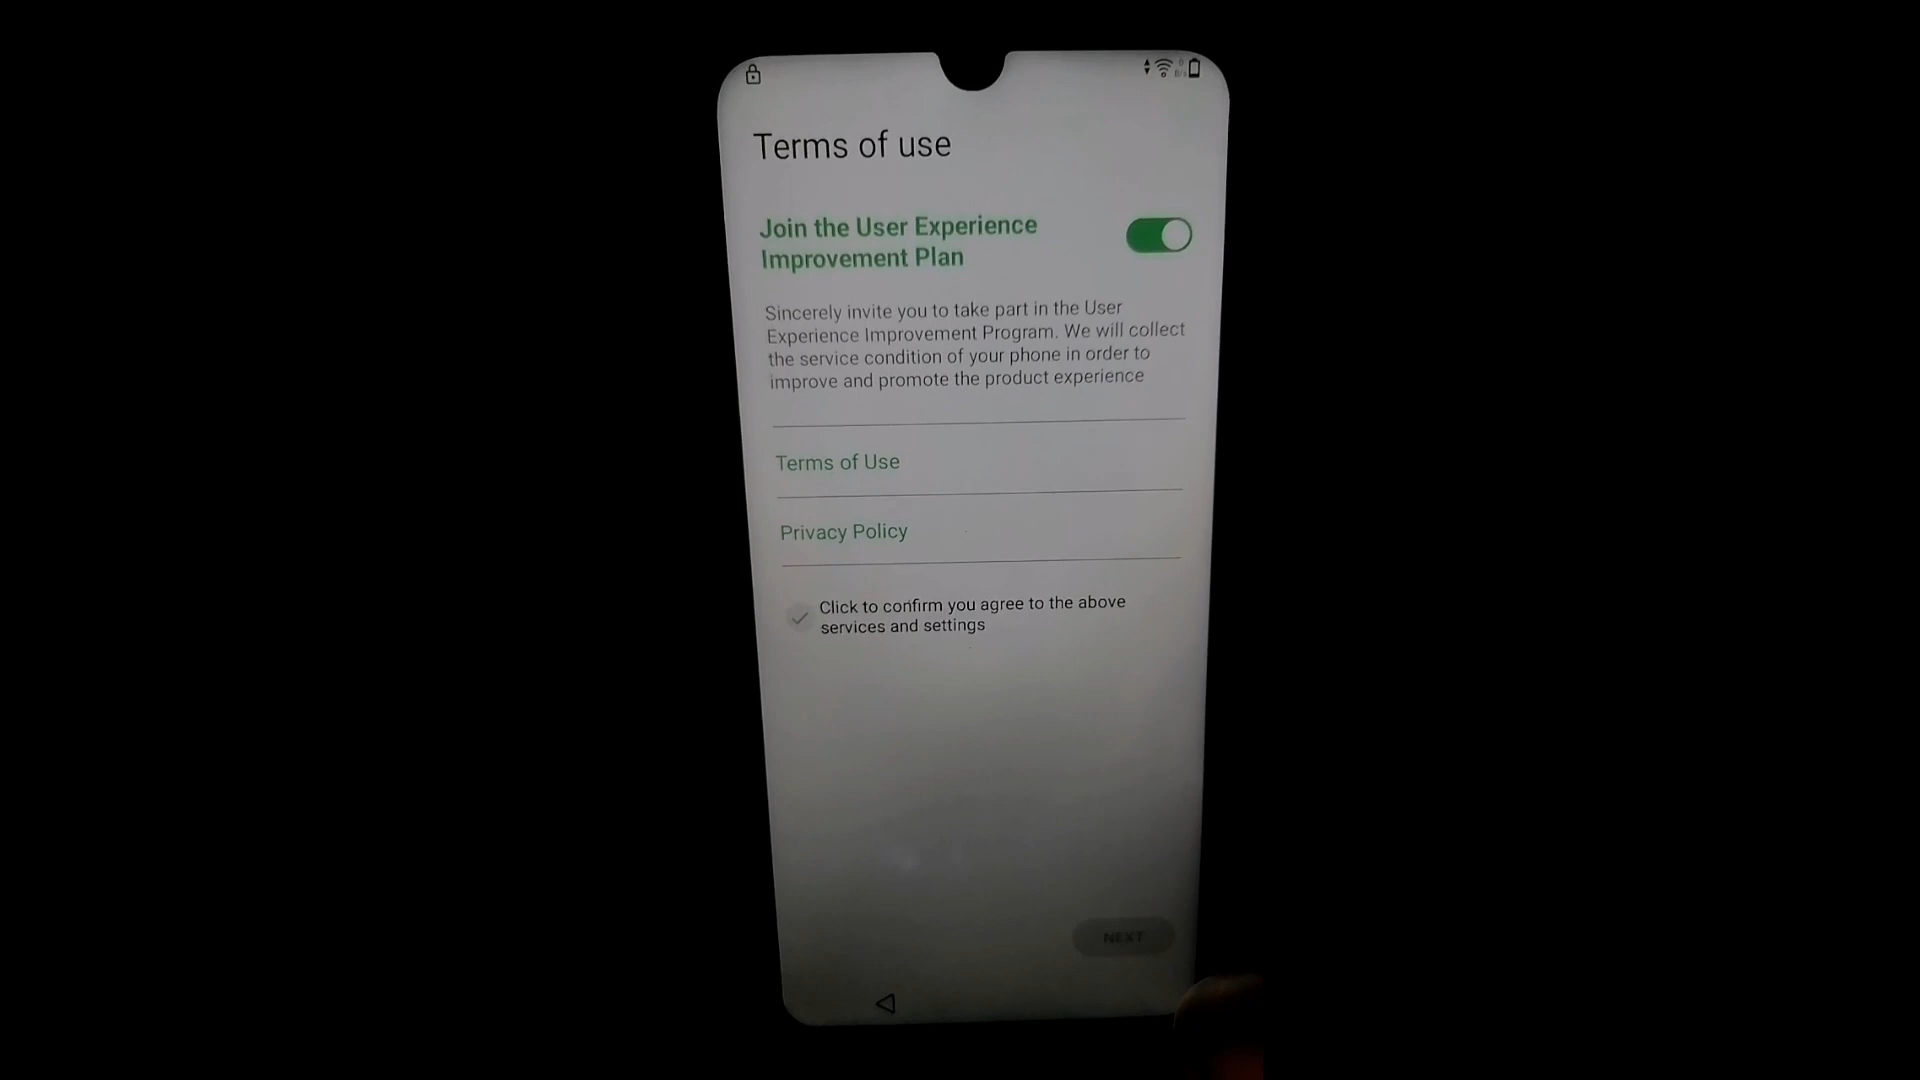 Terms of use
Join the User Experience
Improvement Plan
Sincerely invite you to take part in the User
Experience Improvement Program. We will collect
the service condition of your phone in order to
improve and promote the product experience
Terms of Use
Privacy Policy
Click to confirm you agree to the above
services and settings
NEXT